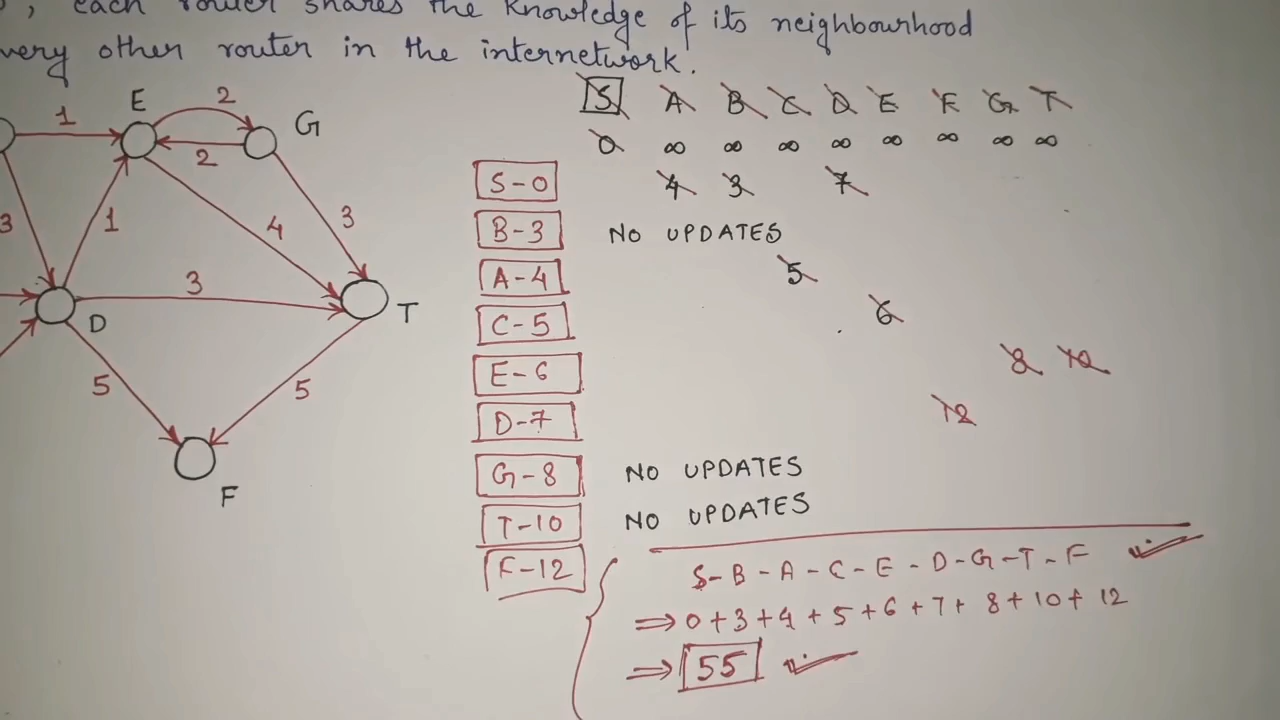 each router shares the knowledge of its neighbourhood
very other router in the internetwork.
E 2 G
1
2
3 1 4 3
3
D T
5 5
F
S A B C D E F G T
0 ∞ ∞ ∞ ∞ ∞ ∞ ∞ ∞
S-0 4 3 7
B-3 NO UPDATES
A-4 5
C-5 6
E-6 8 10
D-7 12
G-8 NO UPDATES
T-10 NO UPDATES
F-12
S-B-A-C-E-D-G-T-F
⇒ 0+3+4+5+6+7+8+10+12
⇒ 55